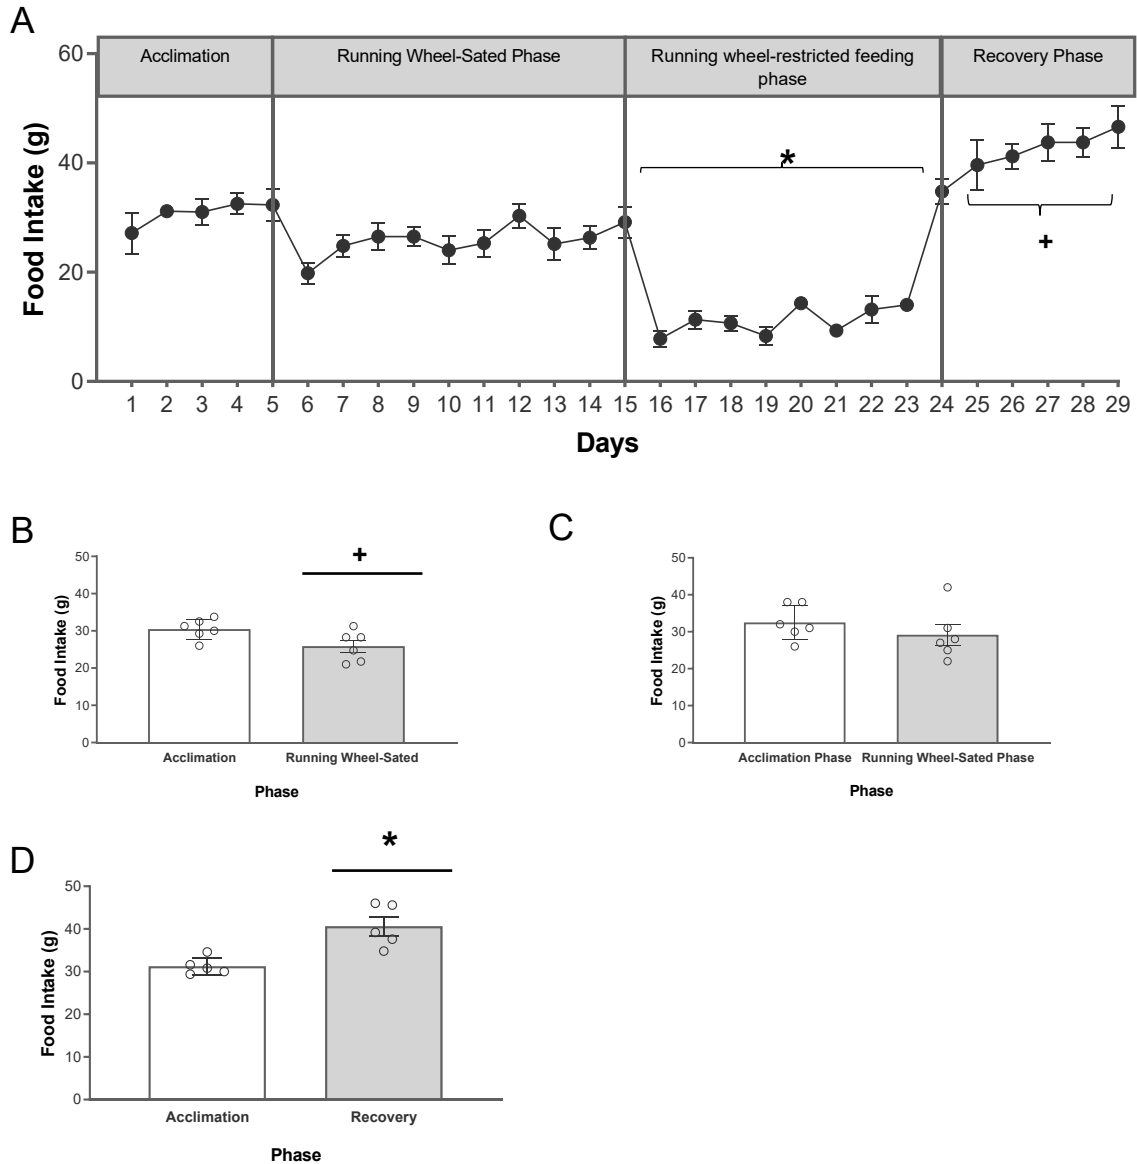 A
Acclimation
Running Wheel-Sated Phase
Running wheel-restricted feeding
phase
Recovery Phase
60
40
20
0
Food Intake (g)
*
+
1 2 3 4 5 6 7 8 9 10 11 12 13 14 15 16 17 18 19 20 21 22 23 24 25 26 27 28 29
Days
B
+
50
40
30
20
10
0
Food Intake (g)
Acclimation
Running Wheel-Sated
Phase
C
50
40
30
20
10
0
Food Intake (g)
Acclimation Phase
Running Wheel-Sated Phase
Phase
D
*
50
40
30
20
10
0
Food Intake (g)
Acclimation
Recovery
Phase